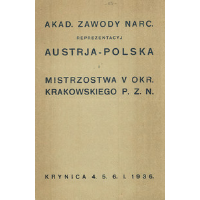 AKAD. ZAWODY NARC.
REPREZENTACYJ
AUSTRJA-POLSKA
I
MISTRZOSTWA V OKR.
KRAKOWSKIEGO P. Z. N.
KRYNICA 4. 5. 6. I. 1936.